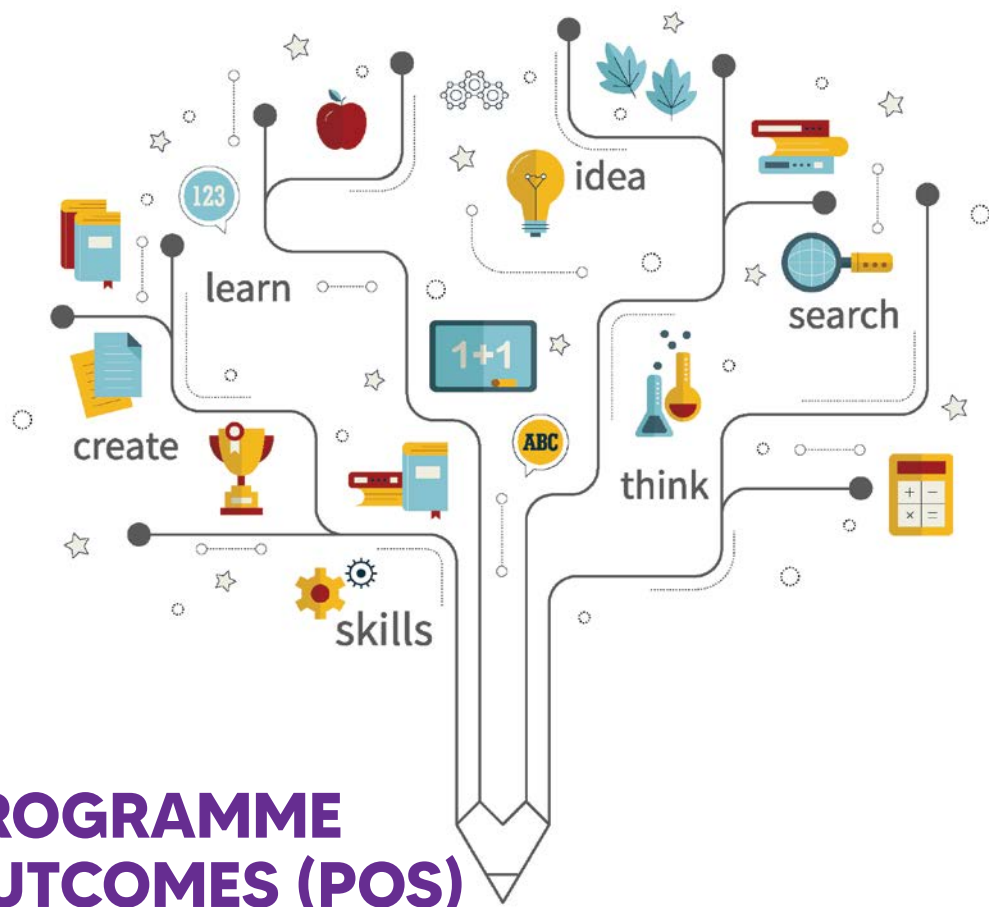 idea
123
learn
search
1+1
create
ABC
think
+ -
× =
skills
ROGRAMME
UTCOMES (POS)